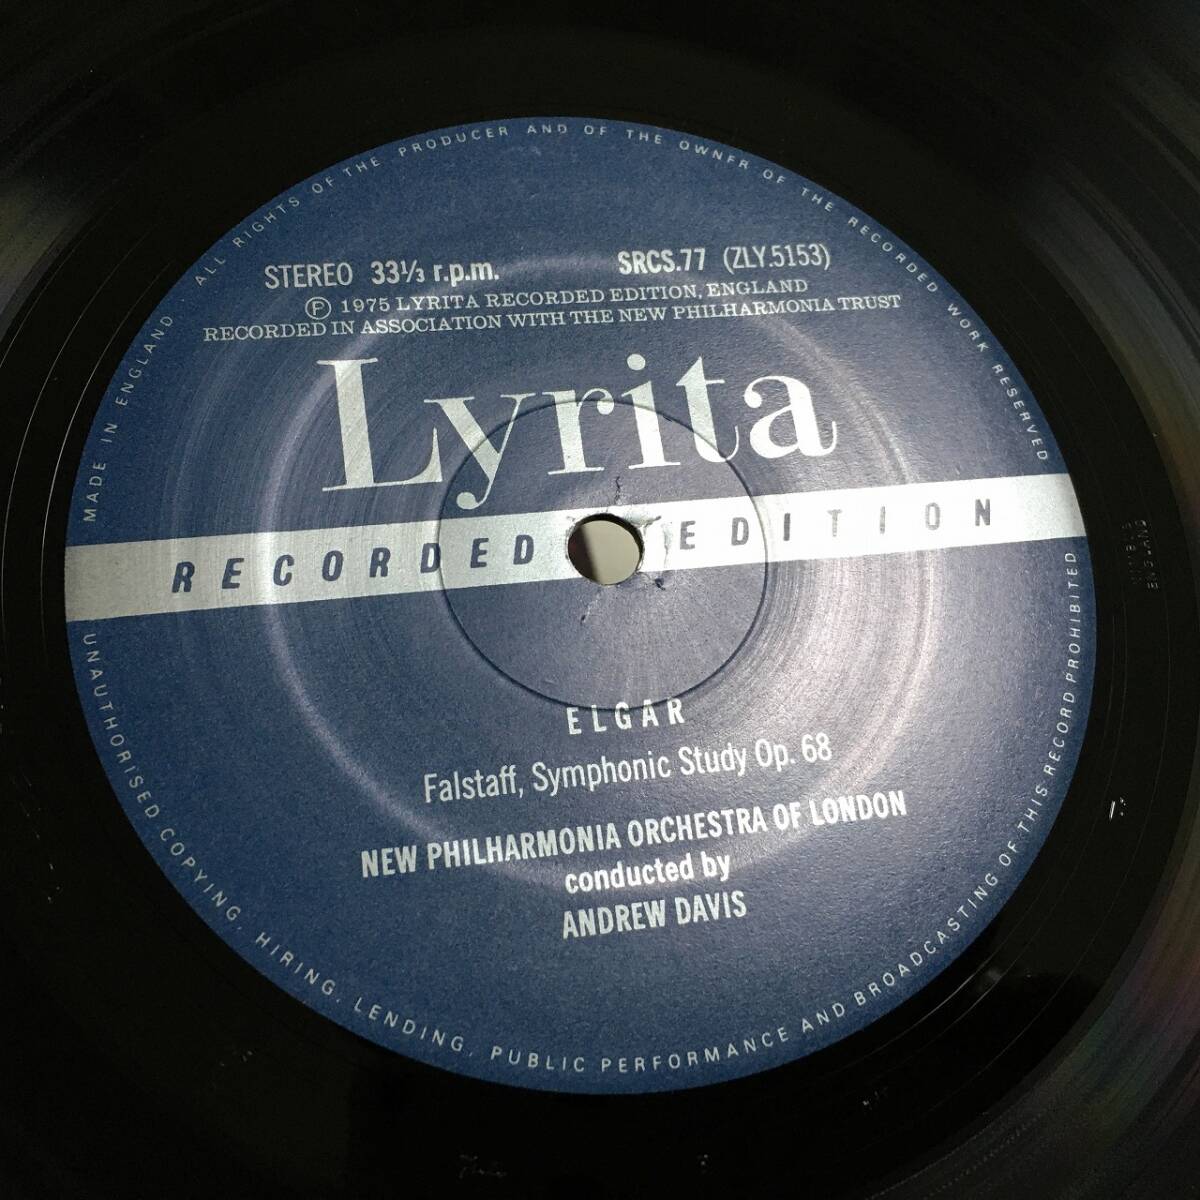 ALL RIGHTS OF THE PRODUCER AND OF THE OWNER OF THE RECORDED WORK RESERVED
STEREO 33⅓ r.p.m. SRCS.77 (ZLY.5153)
Ⓟ 1975 LYRITA RECORDED EDITION, ENGLAND
RECORDED IN ASSOCIATION WITH THE NEW PHILHARMONIA TRUST
MADE IN ENGLAND
Lyrita
RECORDED EDITION
ELGAR
Falstaff, Symphonic Study Op. 68
NEW PHILHARMONIA ORCHESTRA OF LONDON
conducted by
ANDREW DAVIS
UNAUTHORISED COPYING, HIRING, LENDING, PUBLIC PERFORMANCE AND BROADCASTING OF THIS RECORD PROHIBITED
ENGLAND